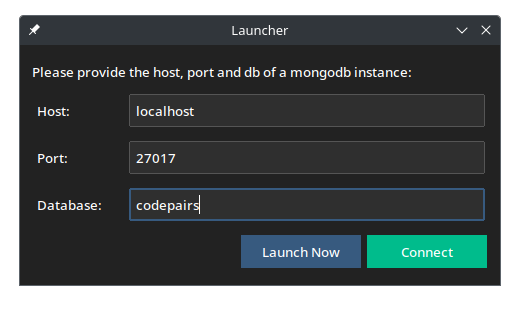 Launcher
Please provide the host, port and db of a mongodb instance:
Host: localhost
Port: 27017
Database: codepairs
Launch Now Connect